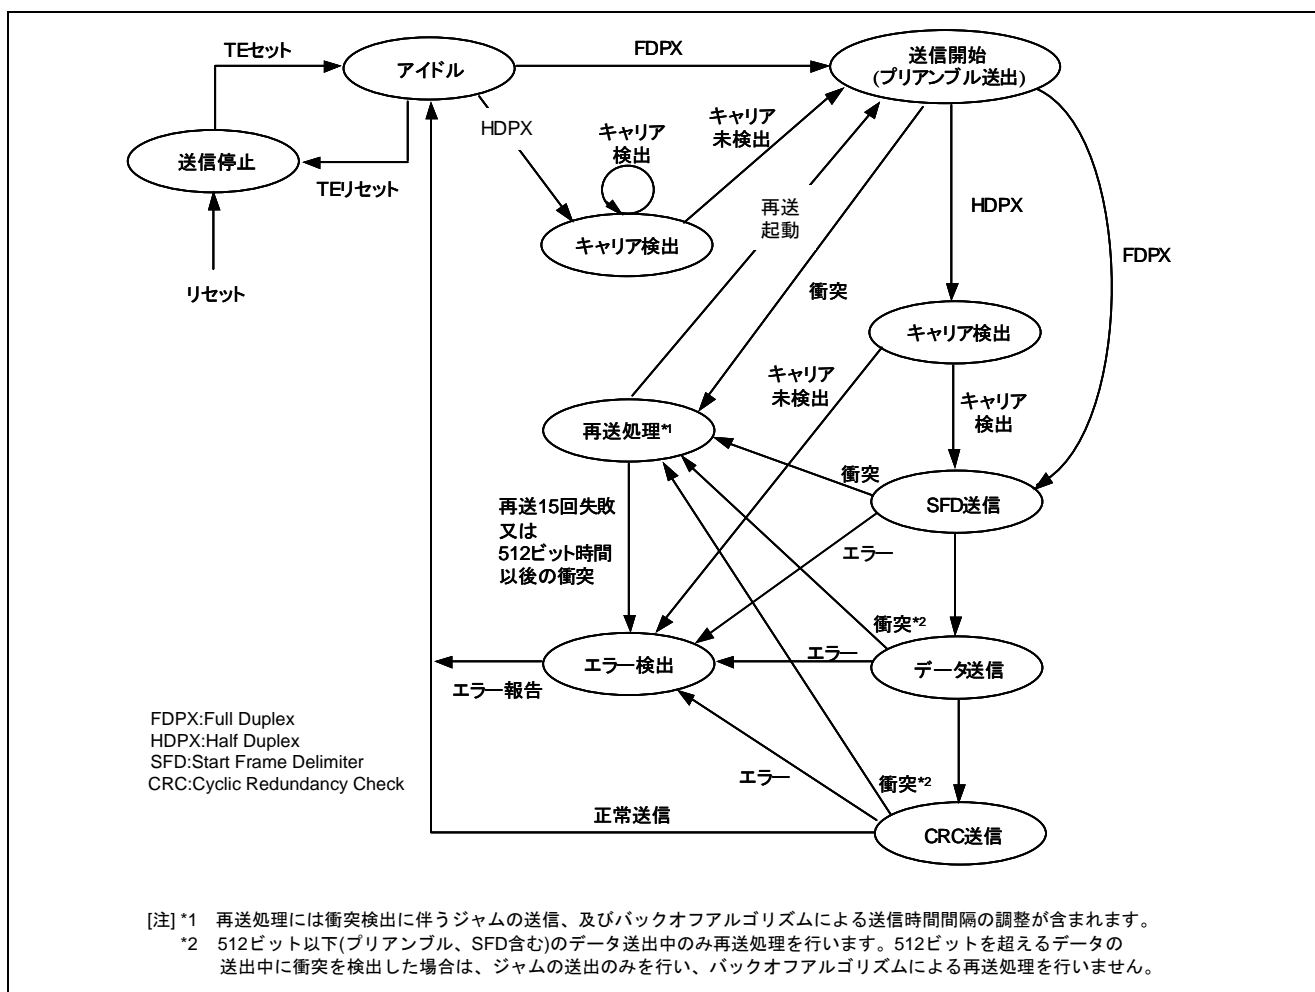 TEセット
FDPX
アイドル
送信開始
(プリアンブル送出)
HDPX
キャリア
検出
キャリア
未検出
送信停止
TEリセット
再送
起動
HDPX
キャリア検出
FDPX
リセット
衝突
キャリア検出
キャリア
未検出
キャリア
検出
再送処理*1
衝突
SFD送信
再送15回失敗
又は
512ビット時間
以後の衝突
エラー
衝突*2
エラー検出
エラー
データ送信
エラー報告
FDPX:Full Duplex
HDPX:Half Duplex
SFD:Start Frame Delimiter
CRC:Cyclic Redundancy Check
エラー
衝突*2
正常送信
CRC送信
[注] *1 再送処理には衝突検出に伴うジャムの送信、及びバックオフアルゴリズムによる送信時間間隔の調整が含まれます。
*2 512ビット以下(プリアンブル、SFD含む)のデータ送出中のみ再送処理を行います。512ビットを超えるデータの
送出中に衝突を検出した場合は、ジャムの送出のみを行い、バックオフアルゴリズムによる再送処理を行いません。